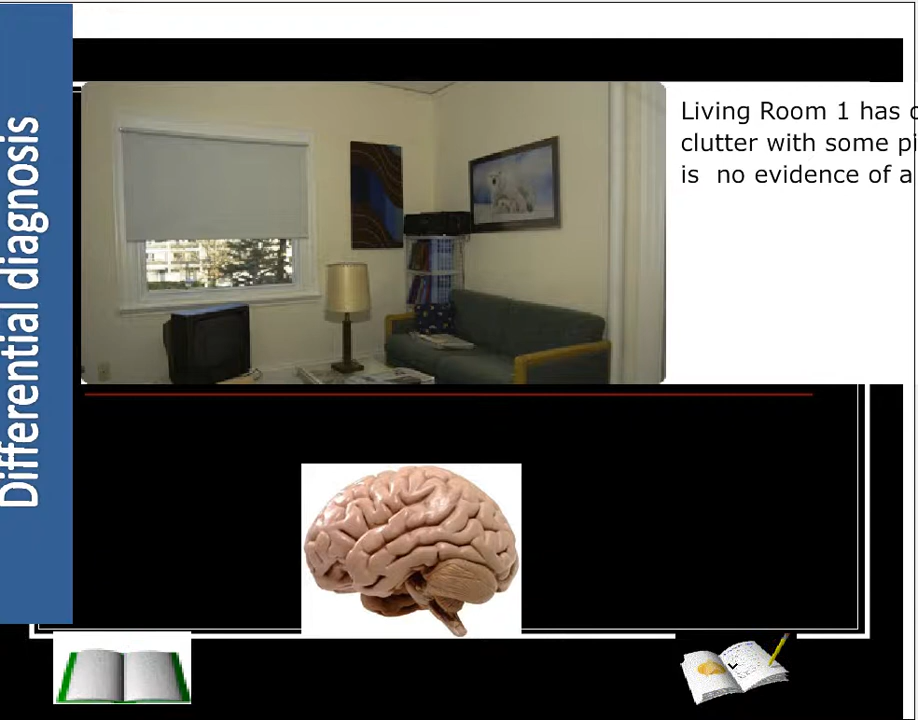 Differential diagnosis
Living Room 1 has
clutter with some
is no evidence of a